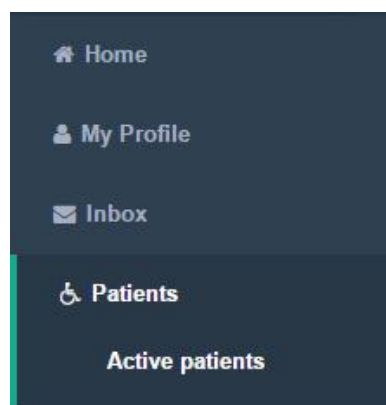 Home
My Profile
Inbox
Patients
Active patients